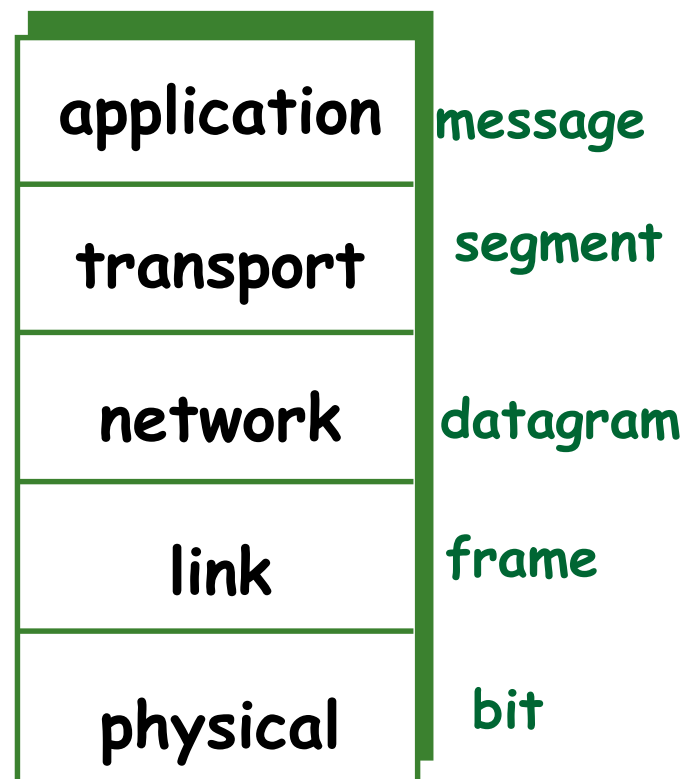 application message
transport segment
network datagram
link frame
physical bit